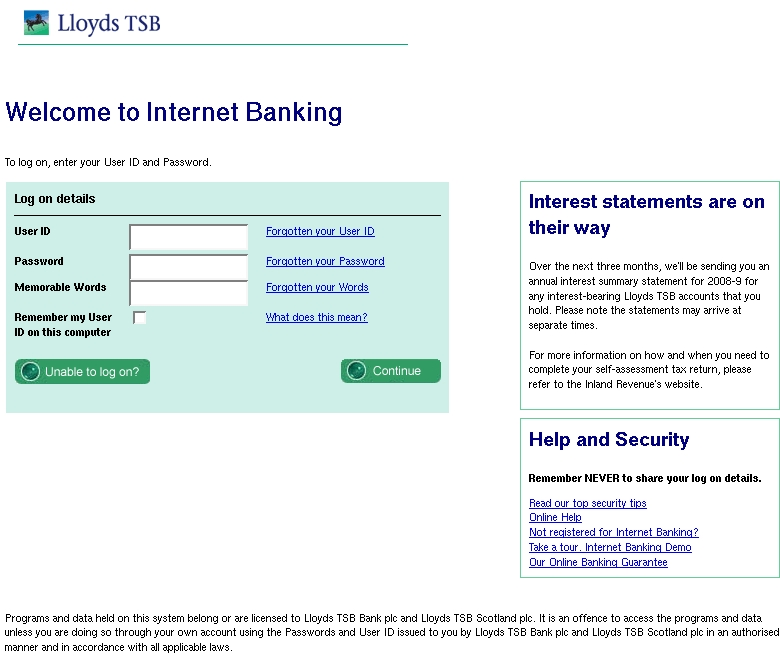 Lloyds TSB
Welcome to Internet Banking
To log on, enter your User ID and Password.
Log on details
User ID
Forgotten your User ID
Password
Forgotten your Password
Memorable Words
Forgotten your Words
Remember my User
ID on this computer
What does this mean?
Unable to log on?
Continue
Interest statements are on
their way
Over the next three months, we'll be sending you an
annual interest summary statement for 2008-9 for
any interest-bearing Lloyds TSB accounts that you
hold. Please note the statements may arrive at
separate times.
For more information on how and when you need to
complete your self-assessment tax return, please
refer to the Inland Revenue's website.
Help and Security
Remember NEVER to share your log on details.
Read our top security tips
Online Help
Not registered for Internet Banking?
Take a tour. Internet Banking Demo
Our Online Banking Guarantee
Programs and data held on this system belong or are licensed to Lloyds TSB Bank plc and Lloyds TSB Scotland plc. It is an offence to access the programs and data
unless you are doing so through your own account using the Passwords and User ID issued to you by Lloyds TSB Bank plc and Lloyds TSB Scotland plc in an authorised
manner and in accordance with all applicable laws.